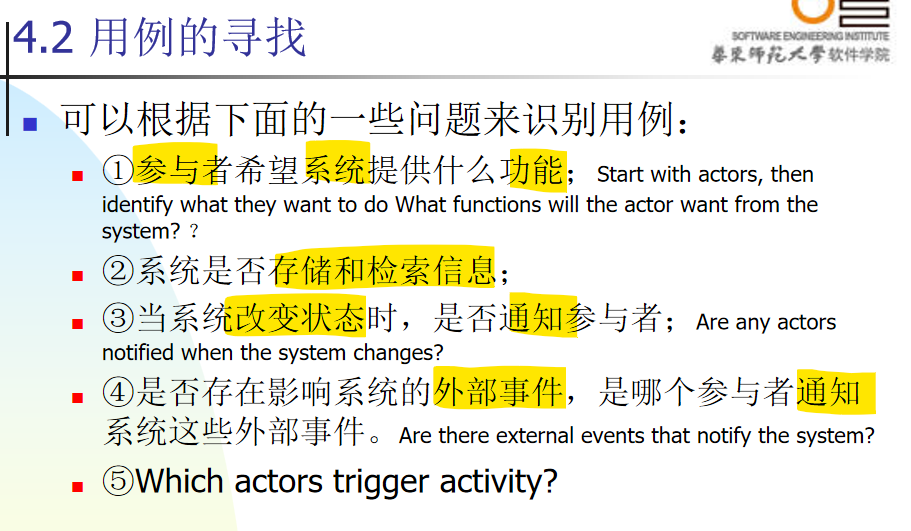 4.2 用例的寻找
SOFTWARE ENGINEERING INSTITUTE
華東师范大学软件学院
可以根据下面的一些问题来识别用例：
①参与者希望系统提供什么功能；Start with actors, then
identify what they want to do What functions will the actor want from the
system? ？
②系统是否存储和检索信息；
③当系统改变状态时，是否通知参与者；Are any actors
notified when the system changes?
④是否存在影响系统的外部事件，是哪个参与者通知
系统这些外部事件。Are there external events that notify the system?
⑤Which actors trigger activity?